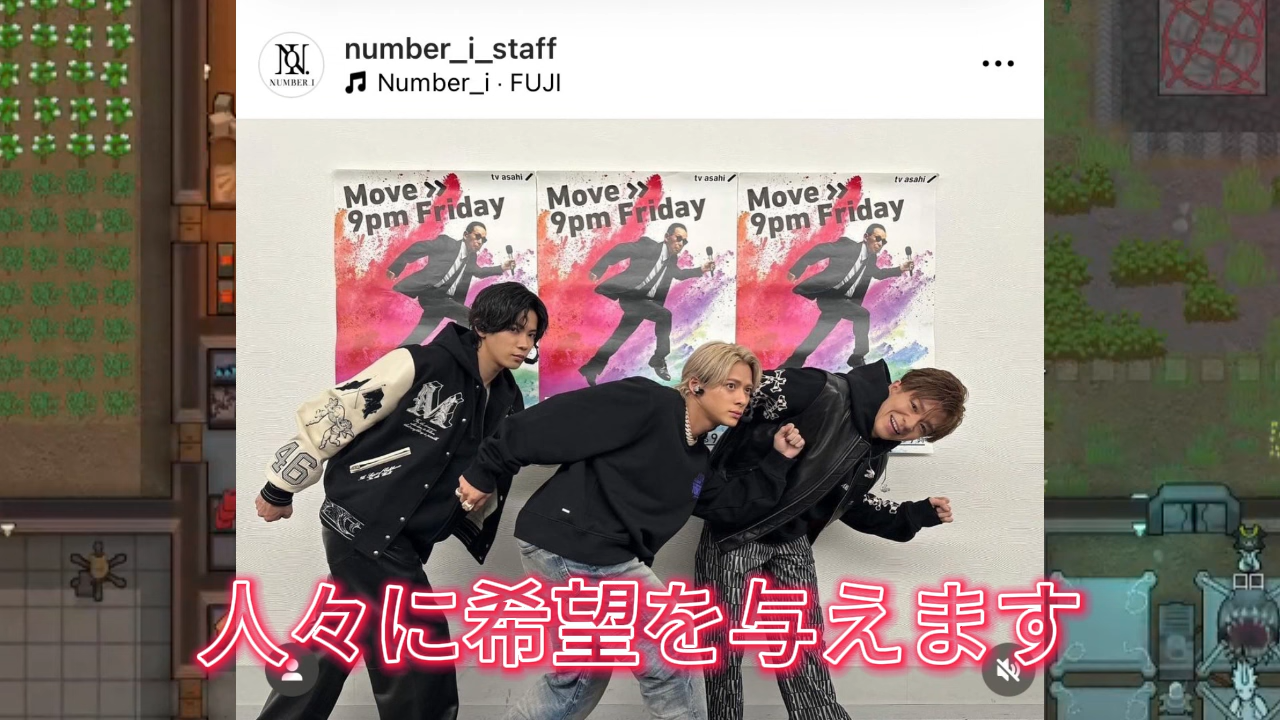 number_i_staff
Number_i · FUJI
NUMBER_I
Move >>
9pm Friday
tv asahi
Move >>
9pm Friday
tv asahi
Move >>
9pm Friday
tv asahi
46
人々に希望を与えます